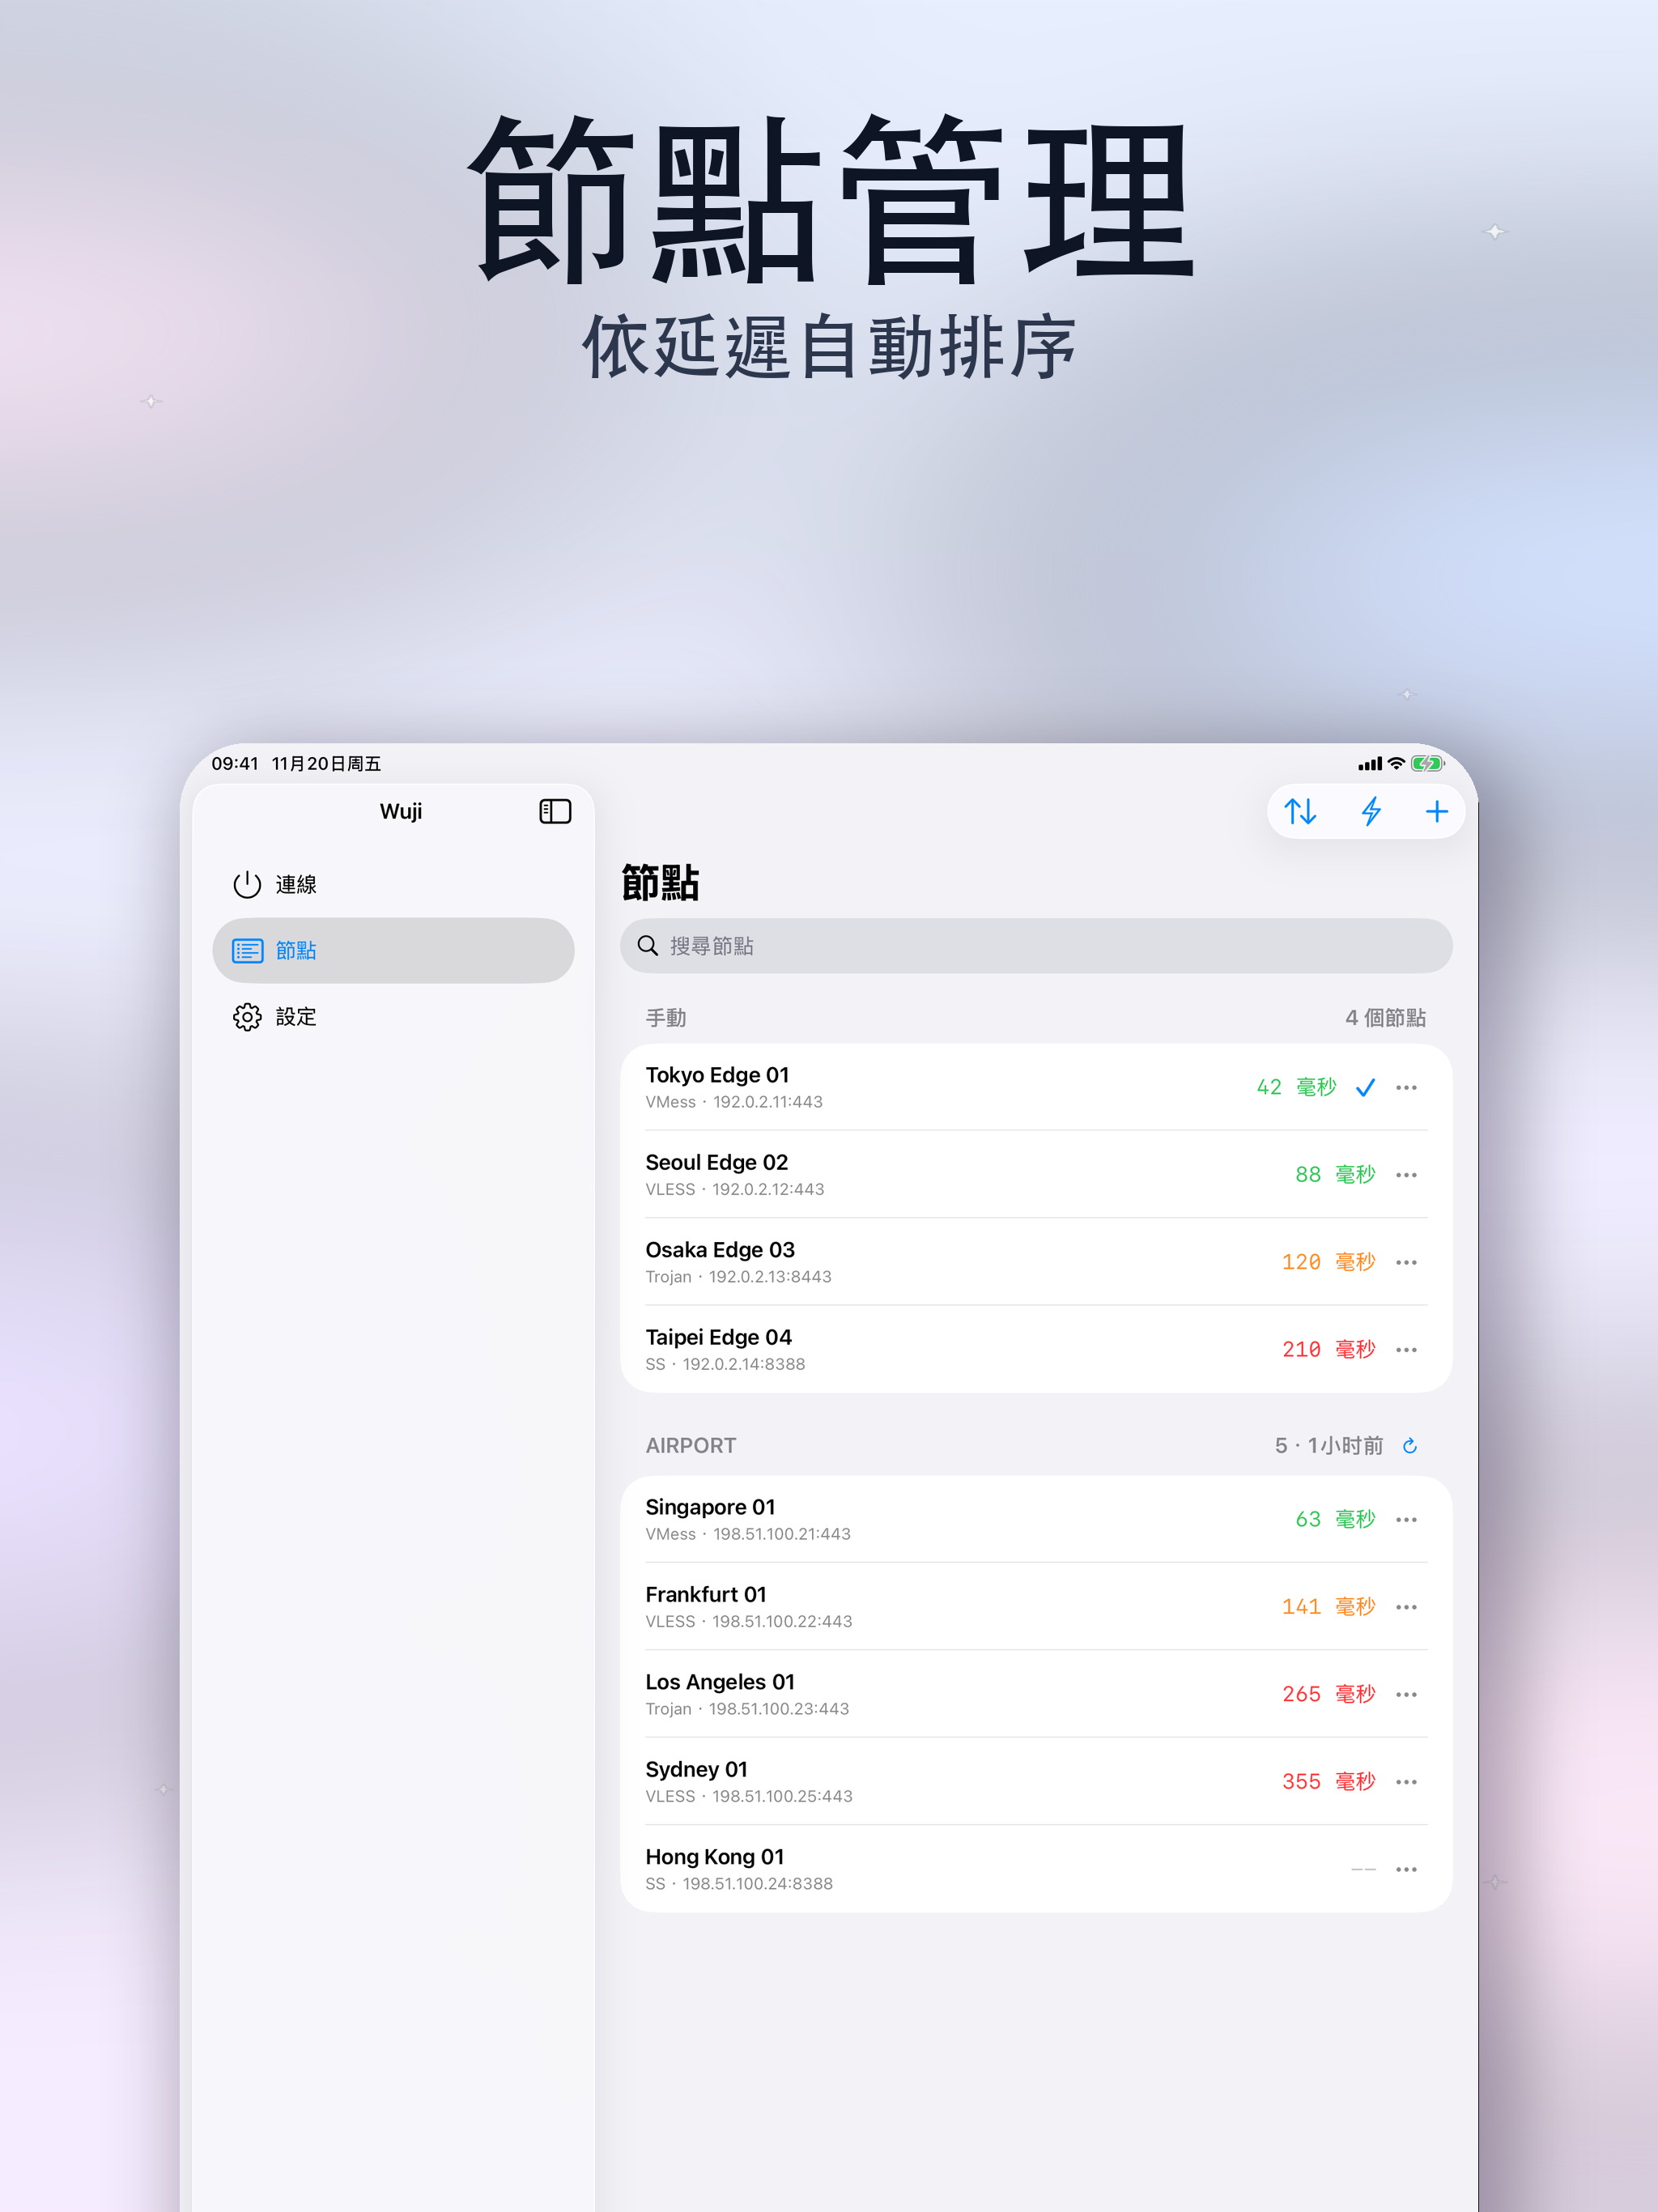 節點管理
依延遲自動排序
09:41 11月20日周五
Wuji
連線
節點
設定
節點
搜尋節點
手動 4 個節點
Tokyo Edge 01
VMess · 192.0.2.11:443
42 毫秒
Seoul Edge 02
VLESS · 192.0.2.12:443
88 毫秒
Osaka Edge 03
Trojan · 192.0.2.13:8443
120 毫秒
Taipei Edge 04
SS · 192.0.2.14:8388
210 毫秒
AIRPORT 5 · 1小时前
Singapore 01
VMess · 198.51.100.21:443
63 毫秒
Frankfurt 01
VLESS · 198.51.100.22:443
141 毫秒
Los Angeles 01
Trojan · 198.51.100.23:443
265 毫秒
Sydney 01
VLESS · 198.51.100.25:443
355 毫秒
Hong Kong 01
SS · 198.51.100.24:8388
——